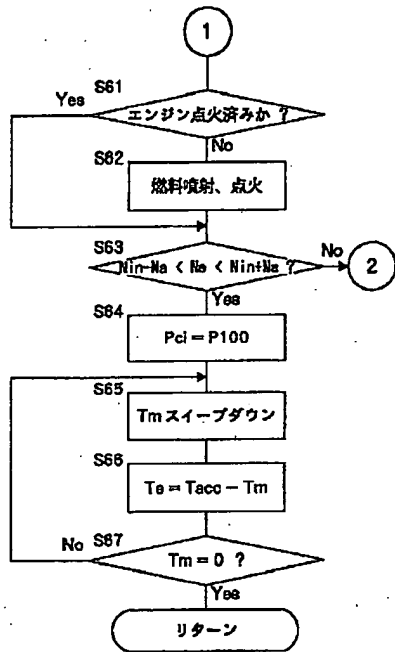 1
S61
Yes
エンジン点火済みか ?
No
S62
燃料噴射、点火
S63
Nin-Na < Ne < Nin+Na ?
No
2
Yes
S64
Pci = P100
S65
Tmスイープダウン
S66
Te = Tacc - Tm
No
S67
Tm = 0 ?
Yes
リターン